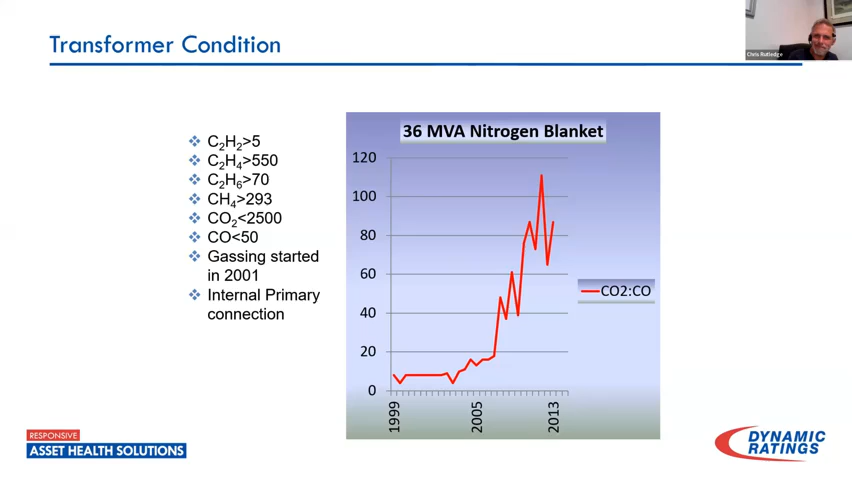 Transformer Condition
Chris Rutledge
❖ C₂H₂>5
❖ C₂H₄>550
❖ C₂H₆>70
❖ CH₄>293
❖ CO₂<2500
❖ CO<50
❖ Gassing started
in 2001
❖ Internal Primary
connection
36 MVA Nitrogen Blanket
120
100
80
60
40
20
0
1999
2005
2013
CO2:CO
RESPONSIVE
ASSET HEALTH SOLUTIONS
DYNAMIC
RATINGS